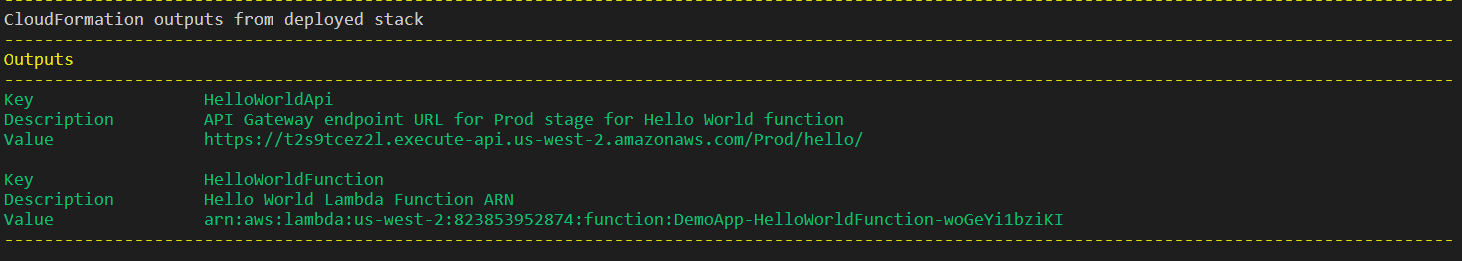 CloudFormation outputs from deployed stack
Outputs
Key HelloWorldApi
Description API Gateway endpoint URL for Prod stage for Hello World function
Value https://t2s9tcez2l.execute-api.us-west-2.amazonaws.com/Prod/hello/
Key HelloWorldFunction
Description Hello World Lambda Function ARN
Value arn:aws:lambda:us-west-2:823853952874:function:DemoApp-HelloWorldFunction-woGeYi1bziKI